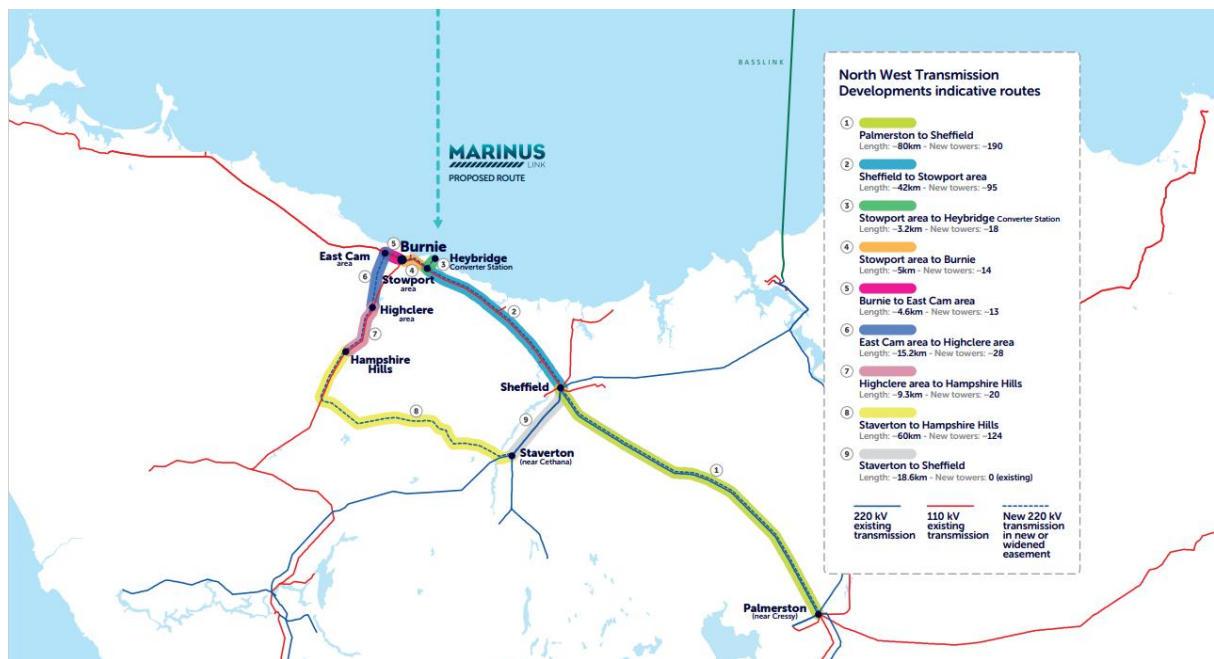 BASSLINK
MARINUS
LINK
PROPOSED ROUTE
5
Burnie
East Cam
area
Heybridge
Converter Station
3
4
Stowport
area
6
Highclere
area
2
7
Hampshire
Hills
Sheffield
8
9
Staverton
(near Cethana)
1
Palmerston
(near Cressy)
North West Transmission
Developments indicative routes
1
Palmerston to Sheffield
Length: ~80km - New towers: ~190
2
Sheffield to Stowport area
Length: ~42km - New towers: ~95
3
Stowport area to Heybridge Converter Station
Length: ~3.2km - New towers: ~18
4
Stowport area to Burnie
Length: ~5km - New towers: ~14
5
Burnie to East Cam area
Length: ~4.6km - New towers: ~13
6
East Cam area to Highclere area
Length: ~15.2km - New towers: ~28
7
Highclere area to Hampshire Hills
Length: ~9.3km - New towers: ~20
8
Staverton to Hampshire Hills
Length: ~60km - New towers: ~124
9
Staverton to Sheffield
Length: ~18.6km - New towers: 0 (existing)
220 kV
existing
transmission
110 kV
existing
transmission
New 220 kV
transmission
in new or
widened
easement